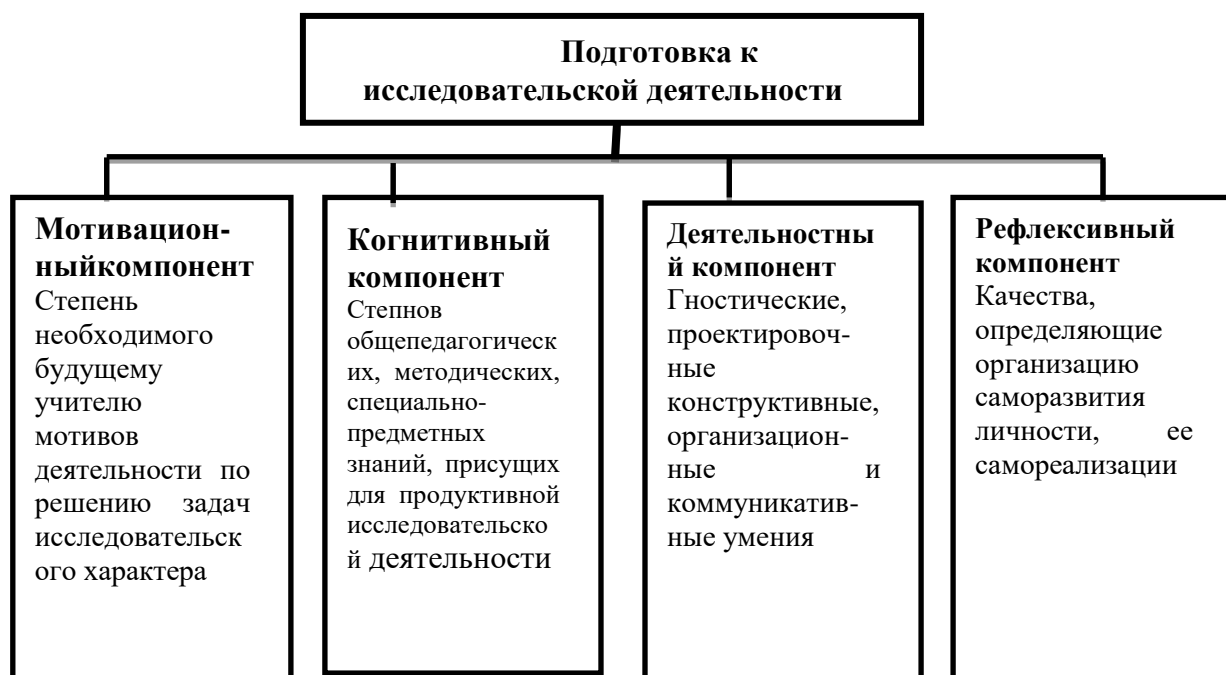 Подготовка к
исследовательской деятельности
Мотивацион-
ныйкомпонент
Степень
необходимого
будущему
учителю
мотивов
деятельности по
решению задач
исследовательск
ого характера
Когнитивный
компонент
Степнов
общепедагогическ
их, методических,
специально-
предметных
знаний, присущих
для продуктивной
исследовательско
й деятельности
Деятельностны
й компонент
Гностические,
проектировоч-
ные
конструктивные,
организацион-
ные и
коммуникатив-
ные умения
Рефлексивный
компонент
Качества,
определяющие
организацию
саморазвития
личности, ее
самореализации